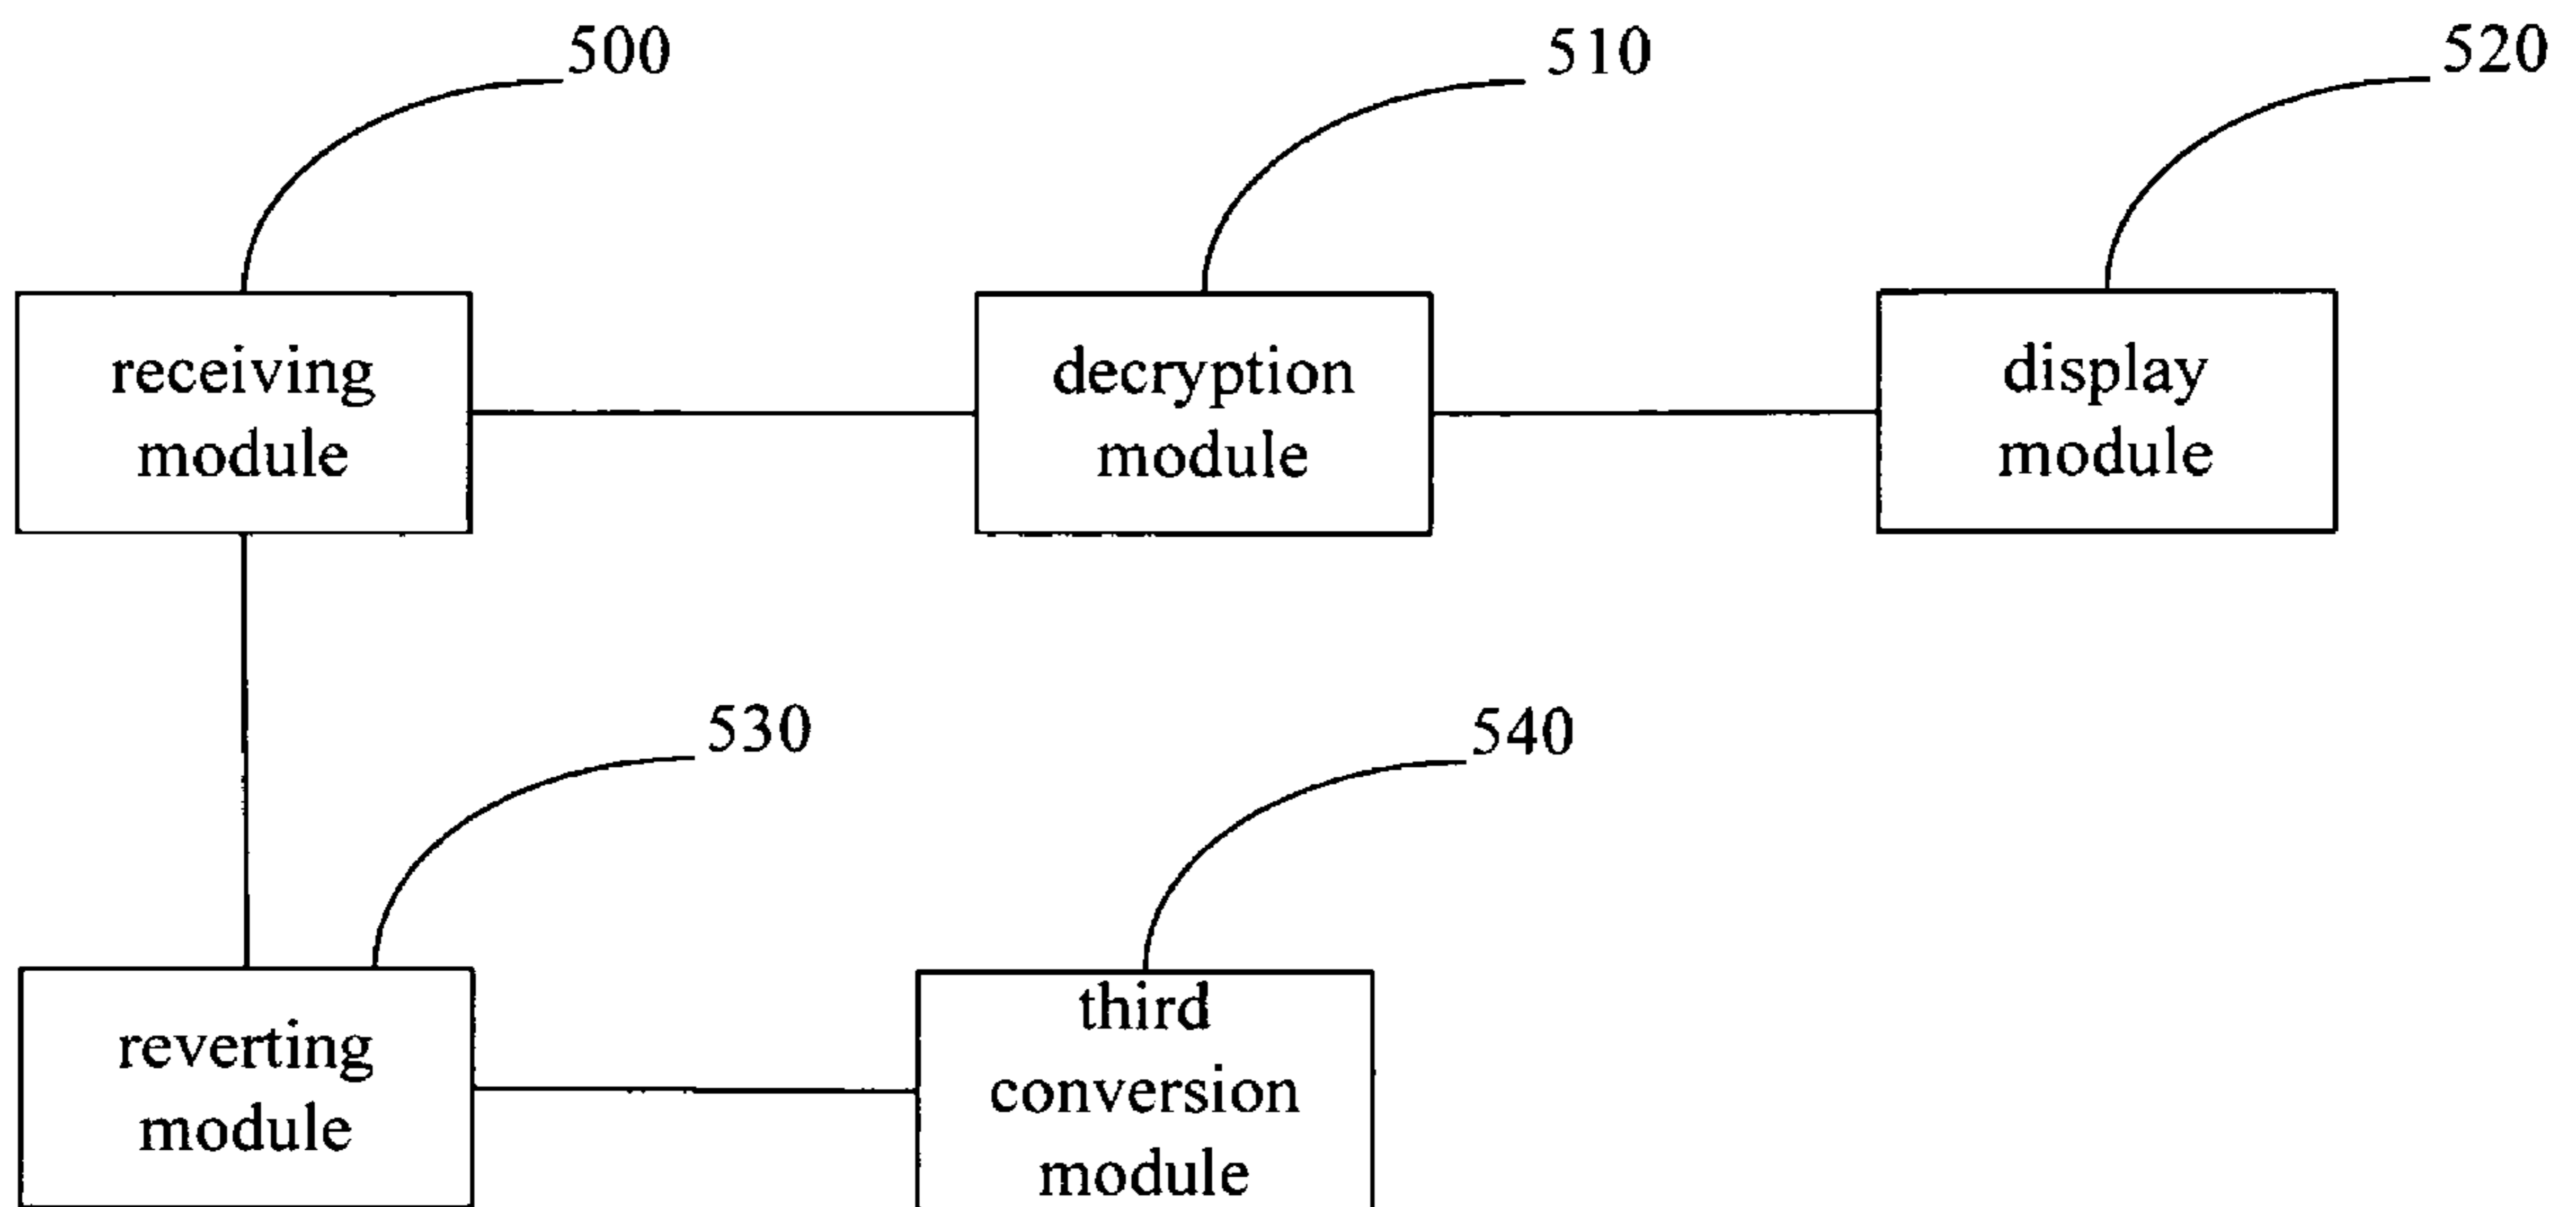 500
510
520
receiving
module
decryption
module
display
module
530
540
reverting
module
third
conversion
module